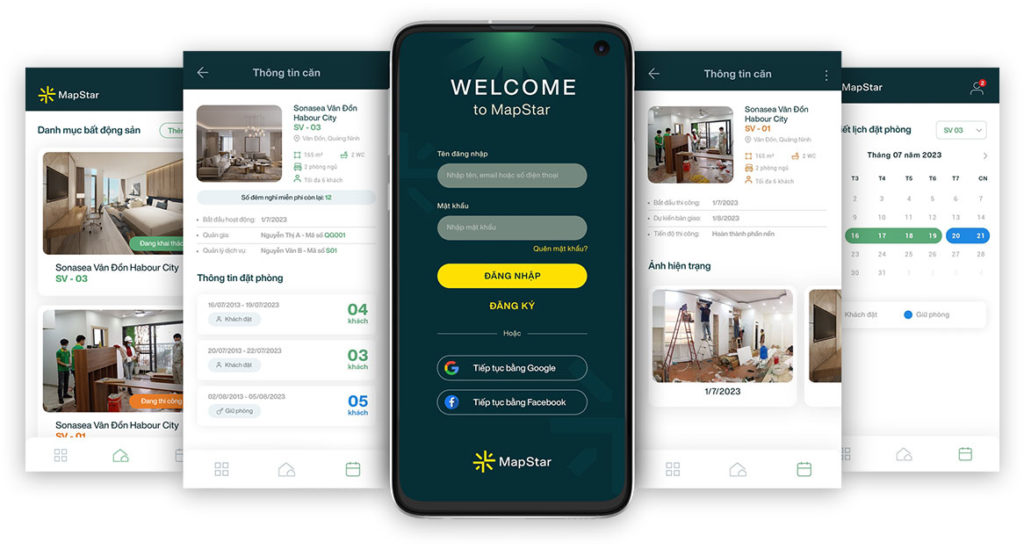 MapStar
Danh mục bất động sản
Thêm
Đang khai thác
Sonasea Vân Đồn Habour City
SV - 03
Đang thi công
Sonasea Vân Đồn Habour City
SV - 01
Thông tin căn
Sonasea Vân Đồn
Habour City
SV - 03
Vân Đồn, Quảng Ninh
165 m²
2 WC
2 phòng ngủ
Tối đa 6 khách
Số đêm nghỉ miễn phí còn lại: 12
Bắt đầu hoạt động: 1/7/2023
Quản gia: Nguyễn Thị A - Mã số QG001
Quản lý dịch vụ: Nguyễn Văn B - Mã số S01
Thông tin đặt phòng
16/07/2013 - 19/07/2023
Khách đặt
04
khách
20/07/2013 - 22/07/2023
Khách đặt
03
khách
02/08/2013 - 05/08/2023
Giữ phòng
05
khách
WELCOME
to MapStar
Tên đăng nhập
Nhập tên, email hoặc số điện thoại
Mật khẩu
Nhập mật khẩu
Quên mật khẩu?
ĐĂNG NHẬP
ĐĂNG KÝ
Hoặc
Tiếp tục bằng Google
Tiếp tục bằng Facebook
MapStar
Thông tin căn
Sonasea Vân Đồn
Habour City
SV - 01
Vân Đồn, Quảng Ninh
165 m²
2 WC
2 phòng ngủ
Tối đa 6 khách
Bắt đầu thi công: 1/7/2023
Dự kiến bàn giao: 1/8/2023
Tiến độ thi công: Hoàn thành phần nền
Ảnh hiện trạng
1/7/2023
MapStar
2
iết lịch đặt phòng
SV 03
Tháng 07 năm 2023
T3 T4 T5 T6 T7 CN
2 3 4 5 6 7
9 10 11 12 13 14
16 17 18 19 20 21
23 24 25 26 27 28
30 31
Khách đặt
Giữ phòng